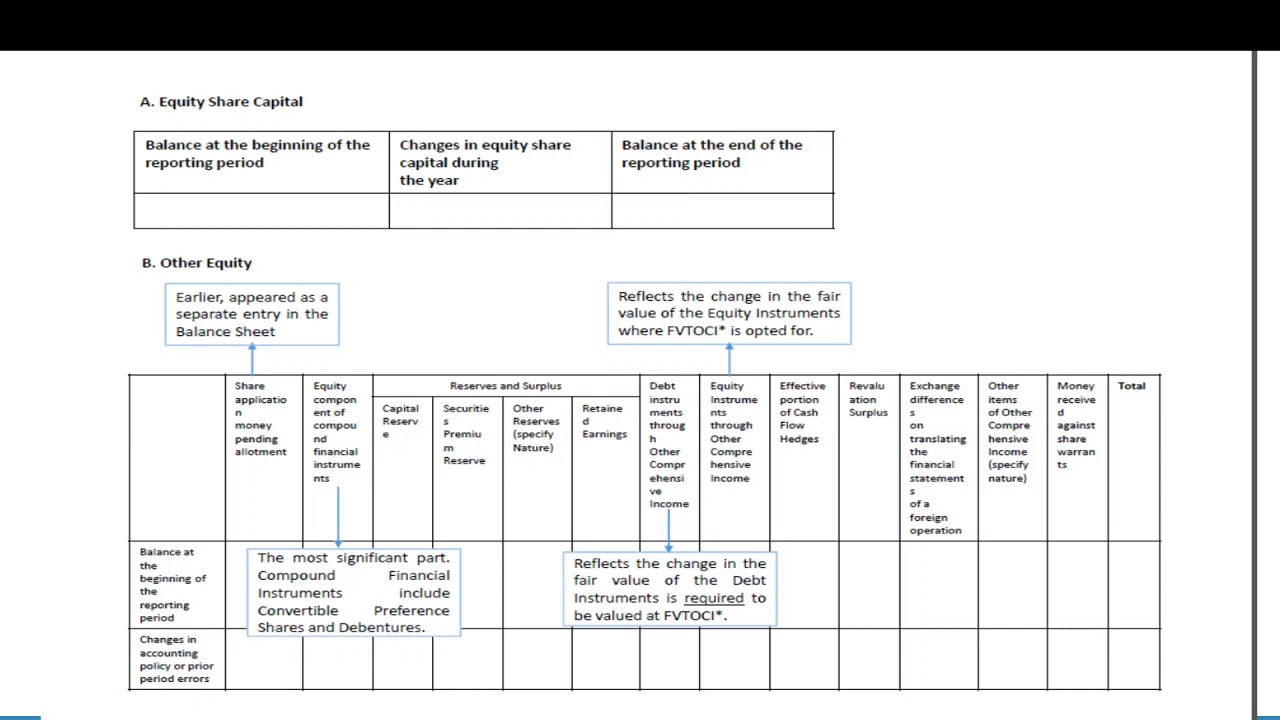 A. Equity Share Capital
Balance at the beginning of the
reporting period
Changes in equity share
capital during
the year
Balance at the end of the
reporting period
B. Other Equity
Earlier, appeared as a
separate entry in the
Balance Sheet
Reflects the change in the fair
value of the Equity Instruments
where FVTOCI* is opted for.
Share
applicatio
n
money
pending
allotment
Equity
compon
ent of
compou
nd
financial
instrume
nts
Reserves and Surplus
Capital
Reserv
e
Securitie
s
Premiu
m
Reserve
Other
Reserves
(specify
Nature)
Retaine
d
Earnings
Debt
instru
ments
throug
h
Other
Compr
ehensi
ve
Income
Equity
Instrume
nts
through
Other
Compre
hensive
Income
Effective
portion
of Cash
Flow
Hedges
Revalu
ation
Surplus
Exchange
difference
s
on
translating
the
financial
statement
s
of a
foreign
operation
Other
items
of Other
Compre
hensive
Income
(specify
nature)
Money
receive
d
against
share
warran
ts
Total
Balance at
the
beginning of
the
reporting
period
The most significant part.
Compound Financial
Instruments include
Convertible Preference
Shares and Debentures.
Reflects the change in the
fair value of the Debt
Instruments is required to
be valued at FVTOCI*.
Changes in
accounting
policy or prior
period errors